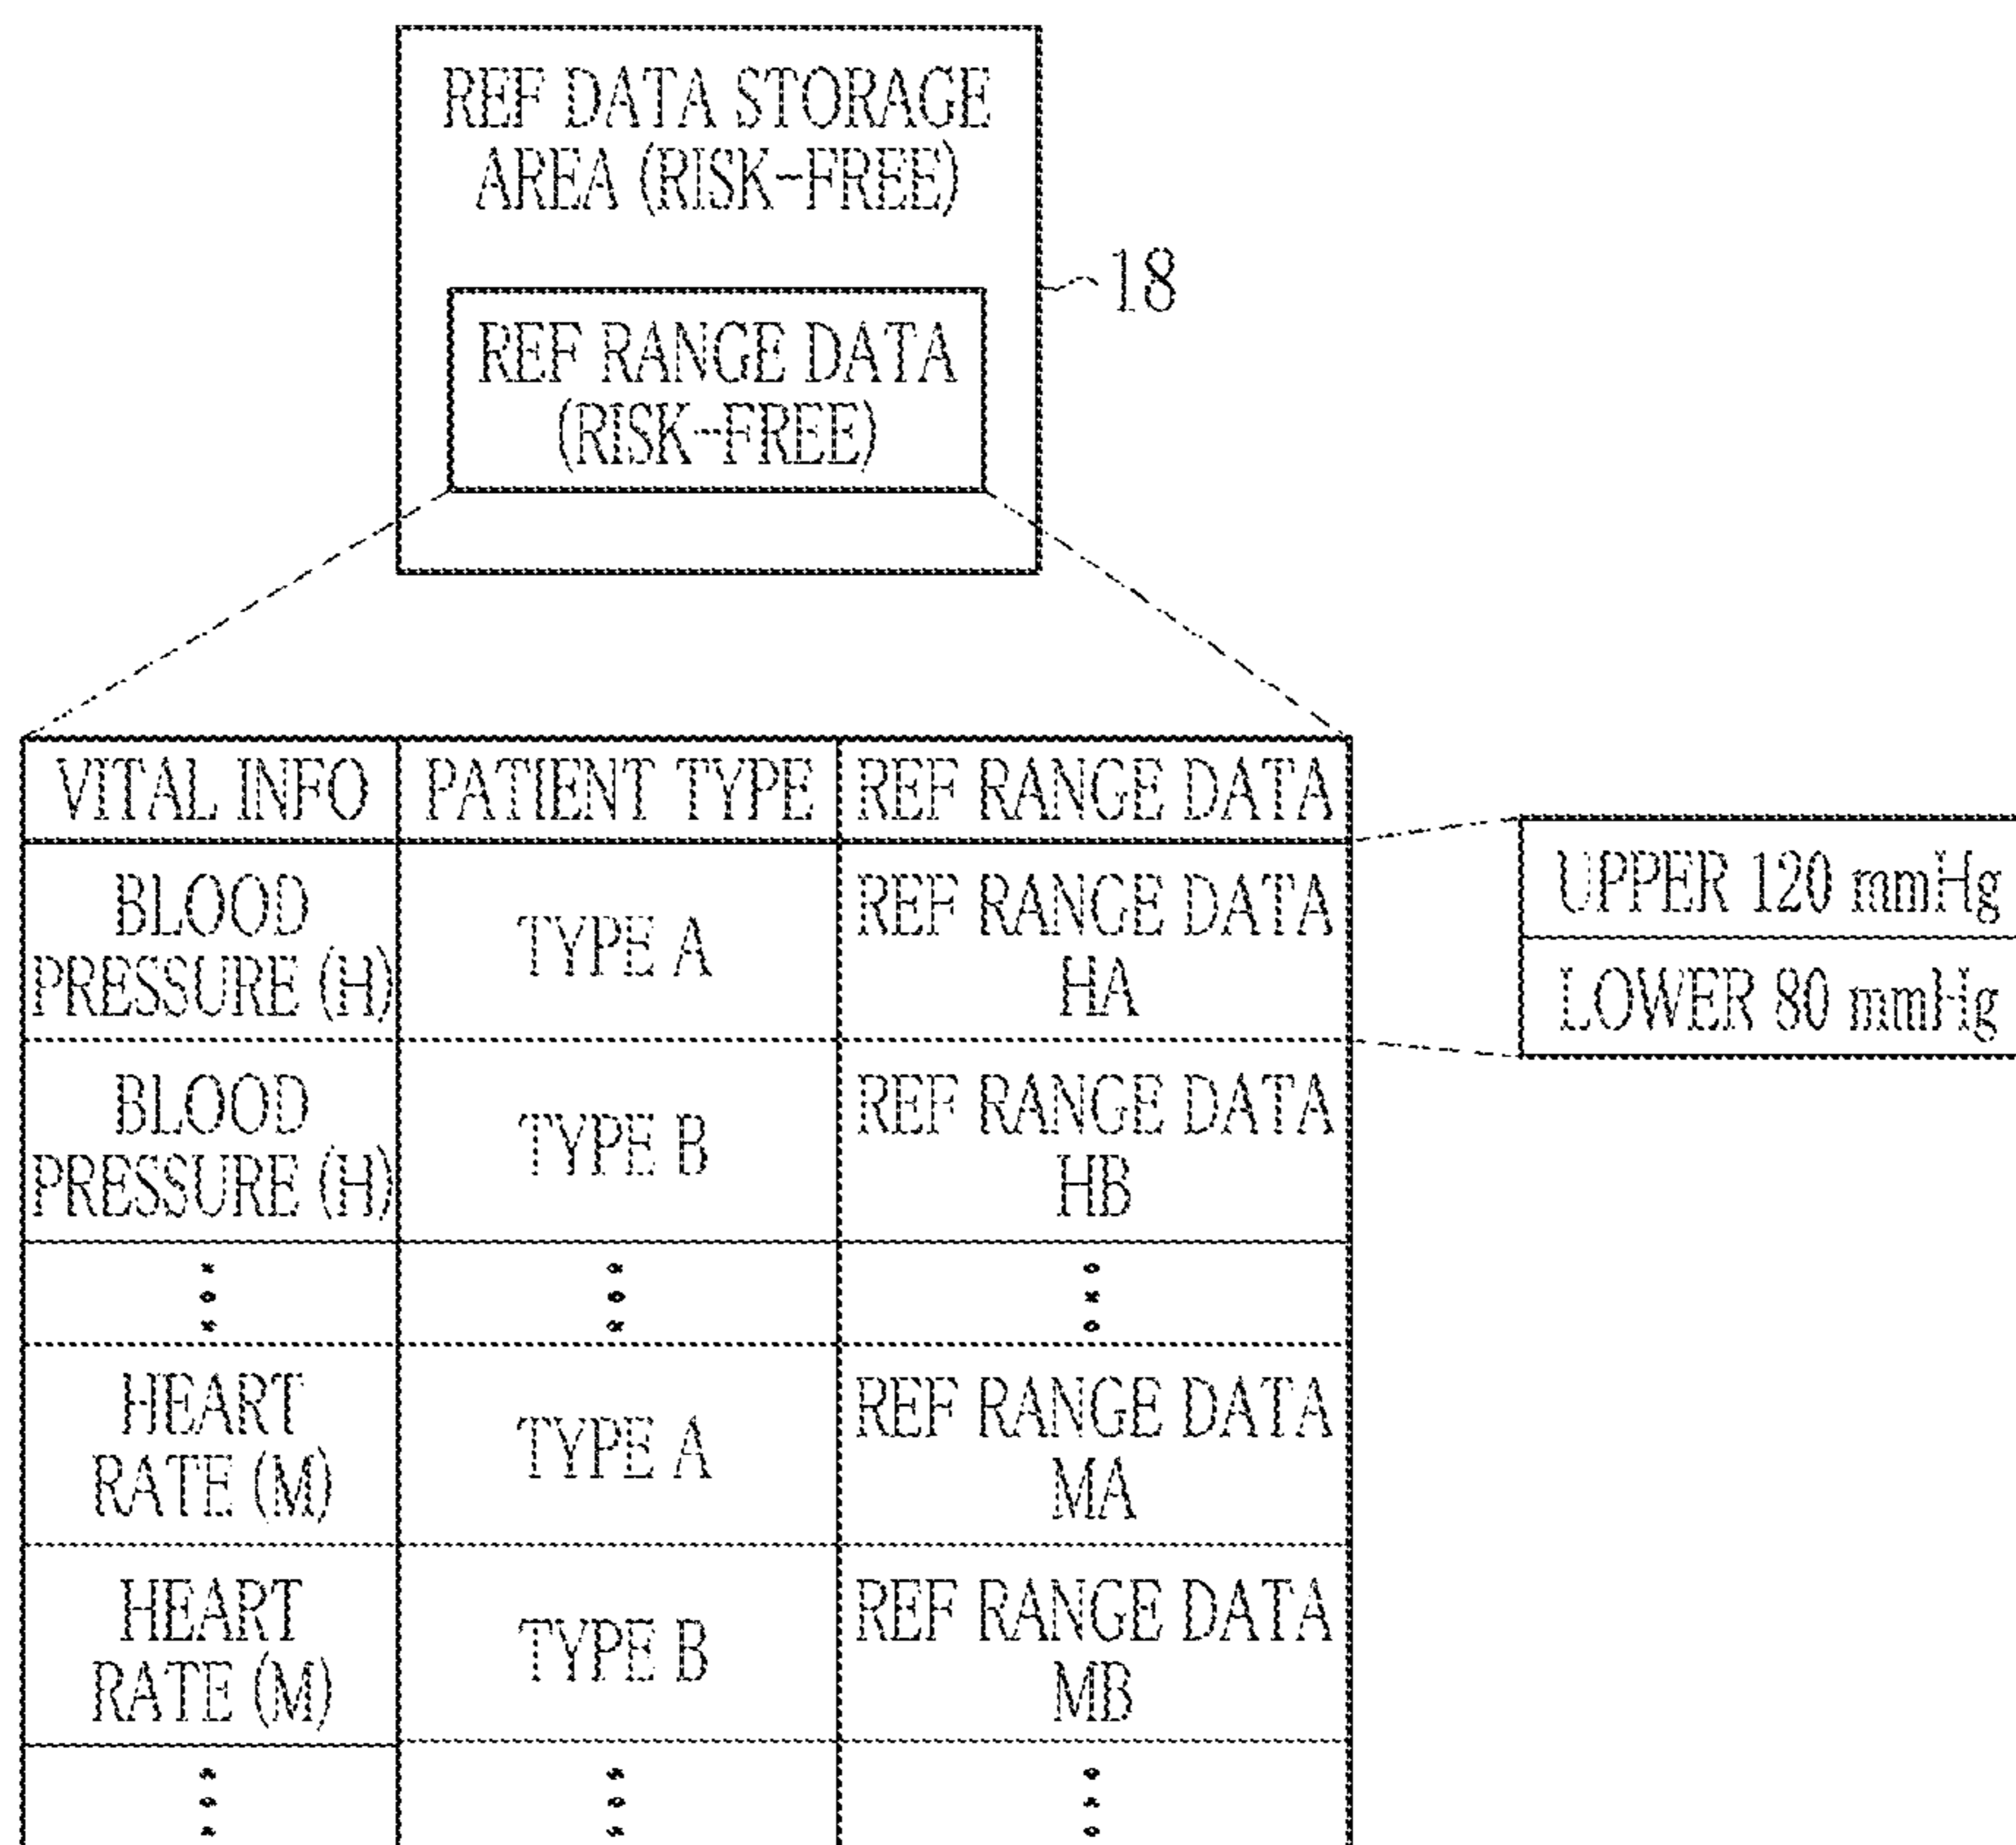 REF DATA STORAGE
AREA (RISK-FREE)
18
REF RANGE DATA
(RISK-FREE)
VITAL INFO
PATIENT TYPE
REF RANGE DATA
BLOOD
PRESSURE (H)
TYPE A
REF RANGE DATA
HA
UPPER 120 mmHg
LOWER 80 mmHg
BLOOD
PRESSURE (H)
TYPE B
REF RANGE DATA
HB
HEART
RATE (M)
TYPE A
REF RANGE DATA
MA
HEART
RATE (M)
TYPE B
REF RANGE DATA
MB